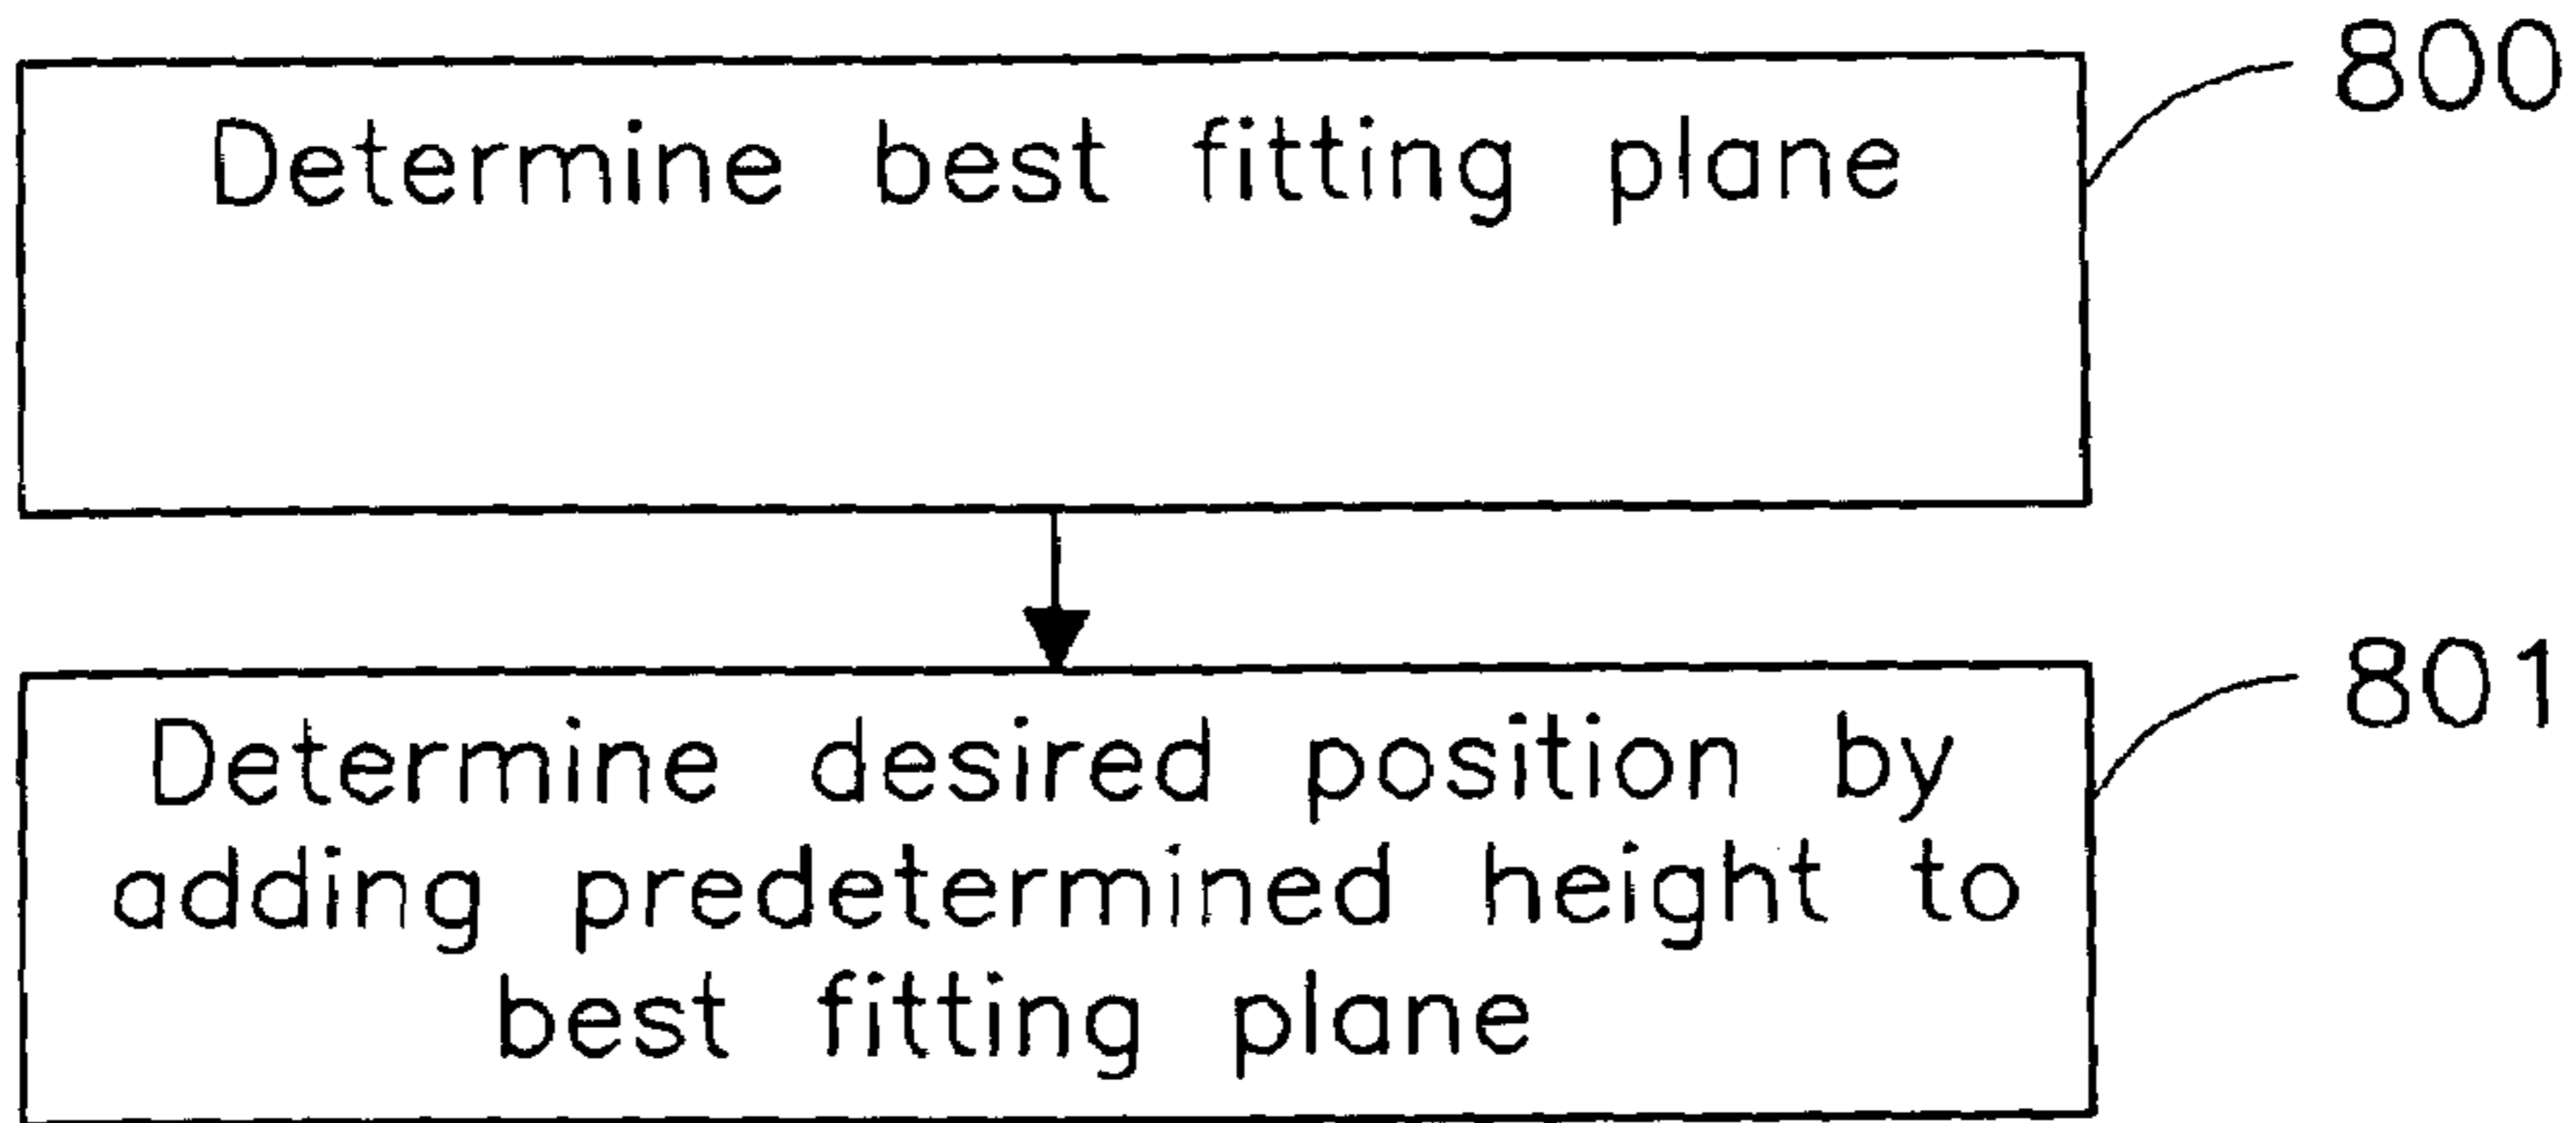 800
Determine best fitting plane
801
Determine desired position by
adding predetermined height to
best fitting plane